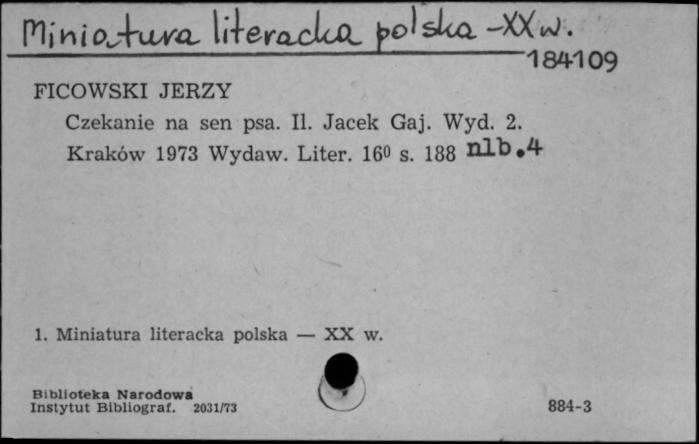 Miniatura literacka polska -XX w.
184109
FICOWSKI JERZY
Czekanie na sen psa. Il. Jacek Gaj. Wyd. 2.
Kraków 1973 Wydaw. Liter. 16⁰ s. 188 nlb.4
1. Miniatura literacka polska — XX w.
Biblioteka Narodowa
Instytut Bibliograf. 2031/73
884-3